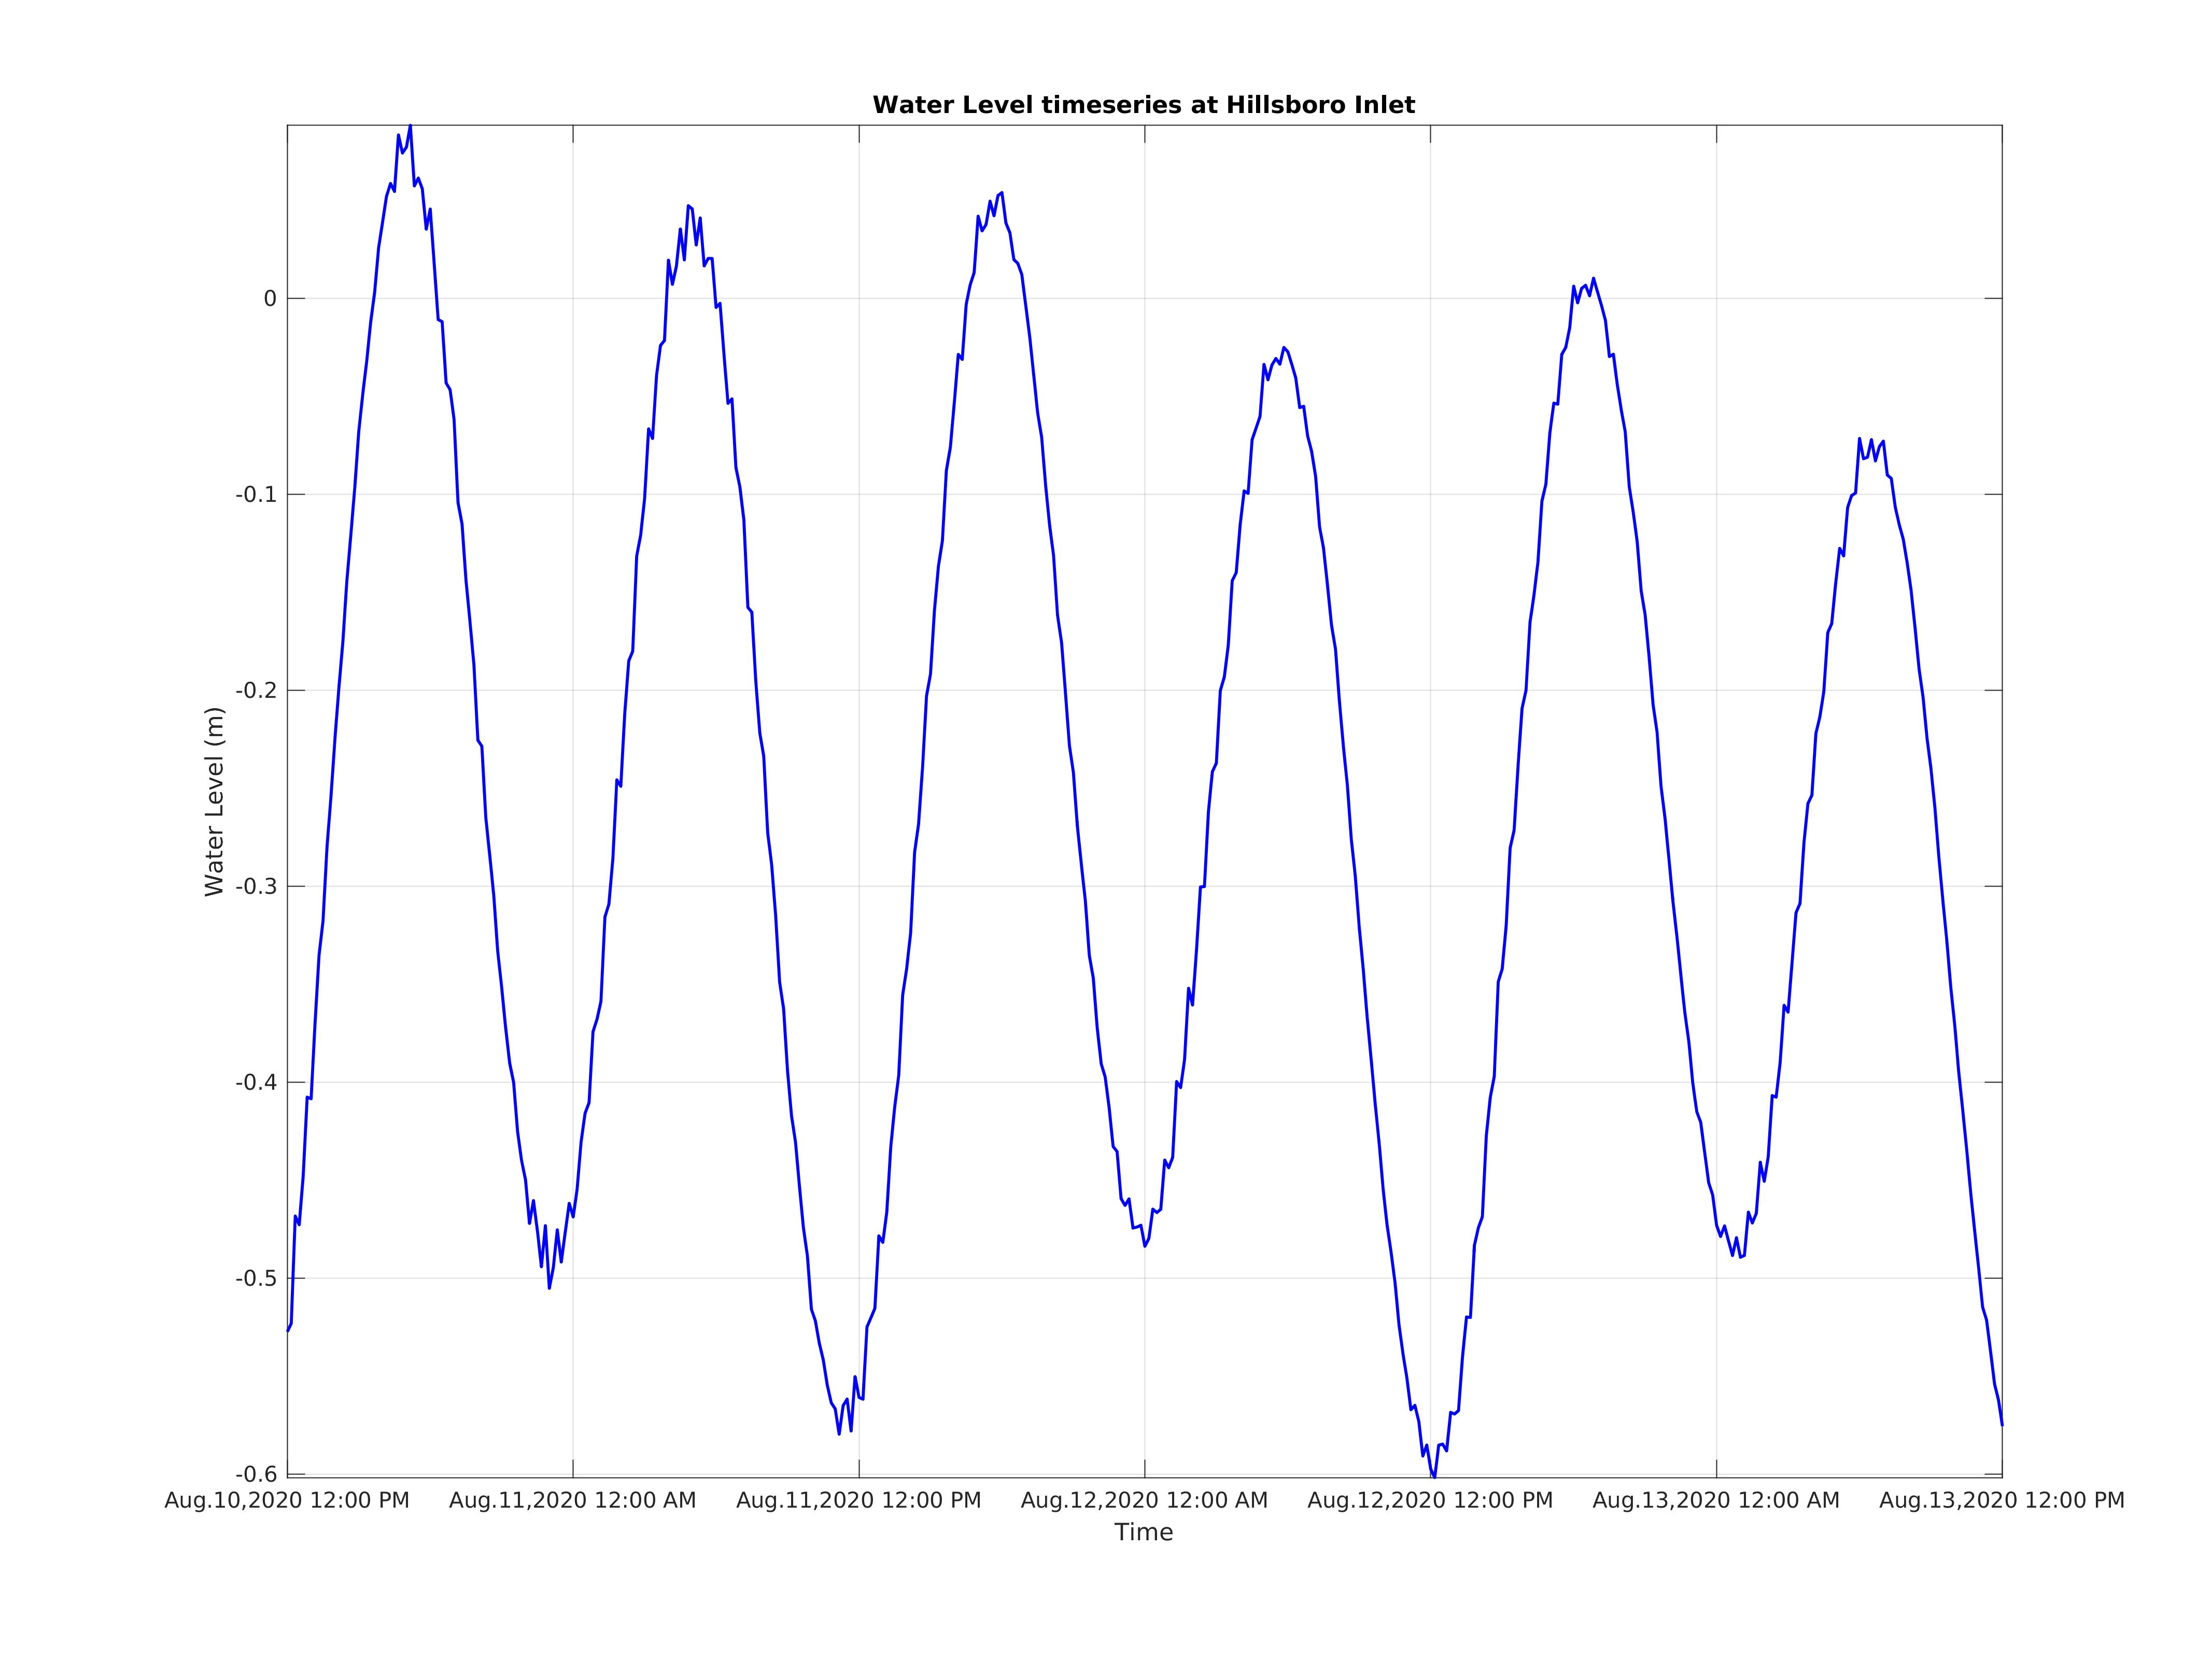 Water Level timeseries at Hillsboro Inlet
0
-0.1
-0.2
-0.3
-0.4
-0.5
-0.6
Water Level (m)
Aug.10,2020 12:00 PM
Aug.11,2020 12:00 AM
Aug.11,2020 12:00 PM
Aug.12,2020 12:00 AM
Aug.12,2020 12:00 PM
Aug.13,2020 12:00 AM
Aug.13,2020 12:00 PM
Time